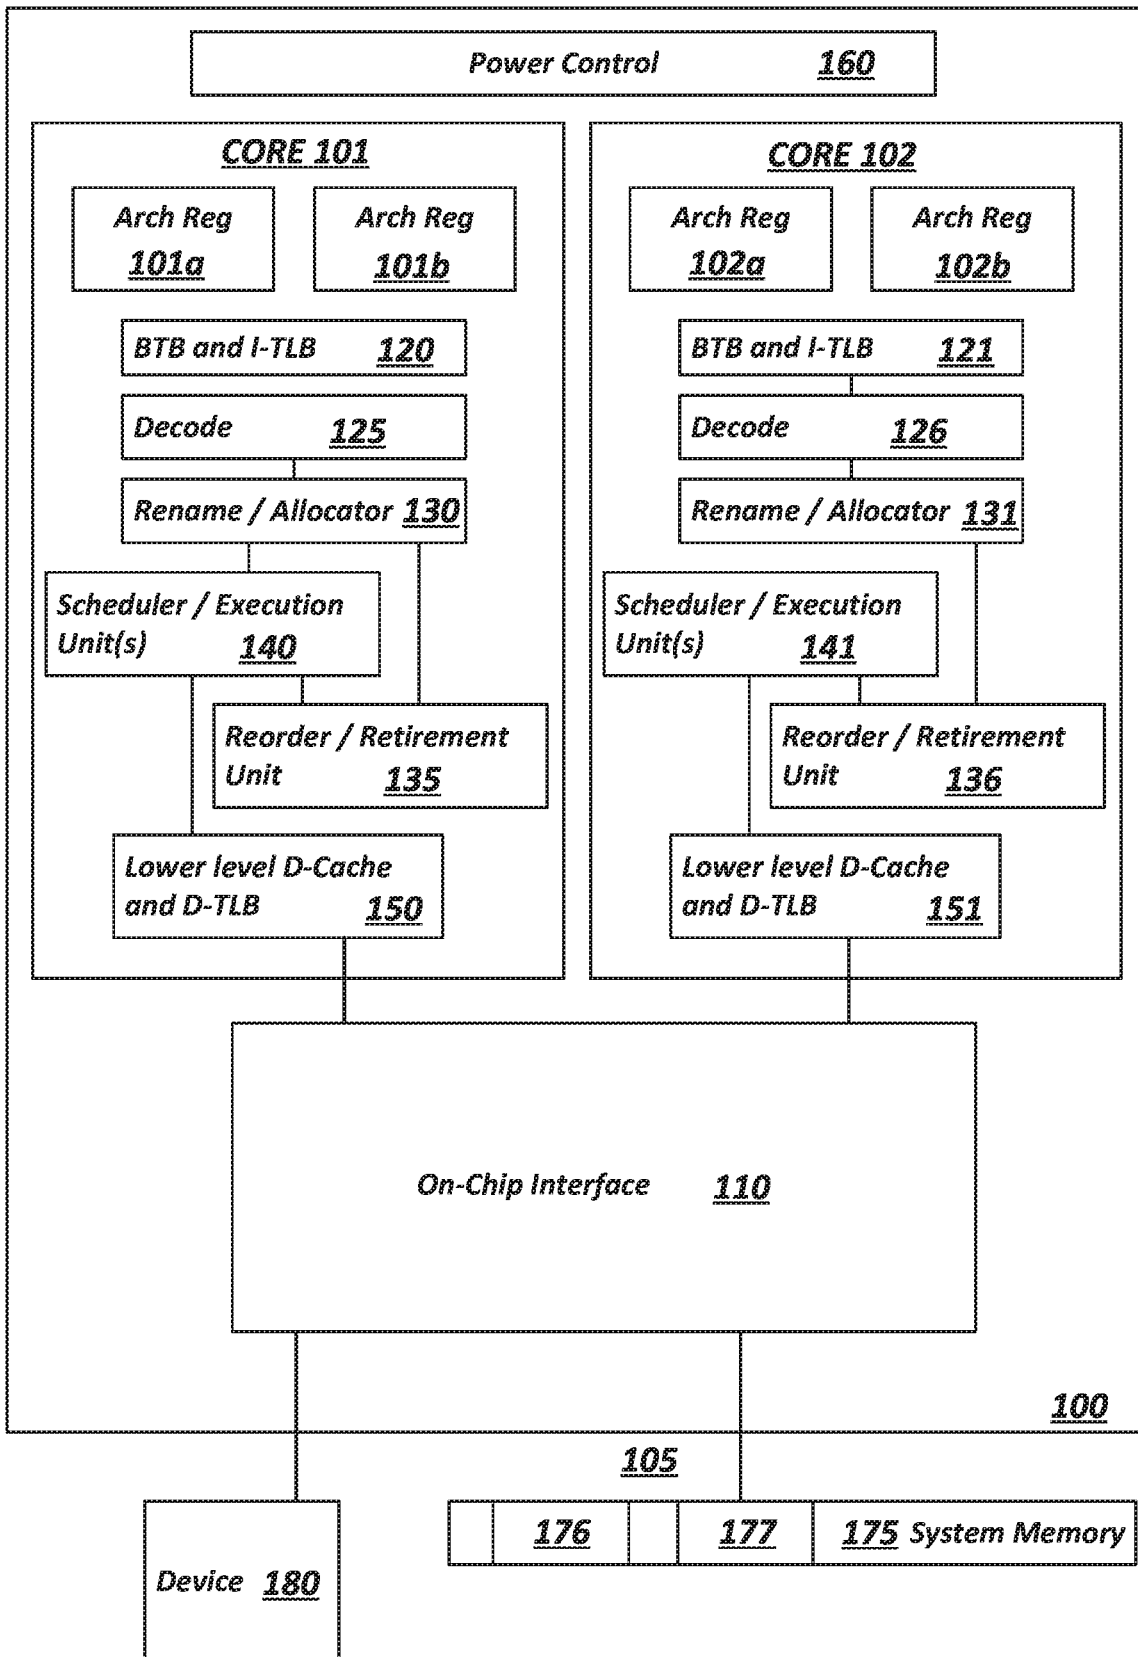 Power Control 160
CORE 101
Arch Reg
101a
Arch Reg
101b
BTB and I-TLB 120
Decode 125
Rename / Allocator 130
Scheduler / Execution
Unit(s) 140
Reorder / Retirement
Unit 135
Lower level D-Cache
and D-TLB 150
CORE 102
Arch Reg
102a
Arch Reg
102b
BTB and I-TLB 121
Decode 126
Rename / Allocator 131
Scheduler / Execution
Unit(s) 141
Reorder / Retirement
Unit 136
Lower level D-Cache
and D-TLB 151
On-Chip Interface 110
100
105
176 177 175 System Memory
Device 180